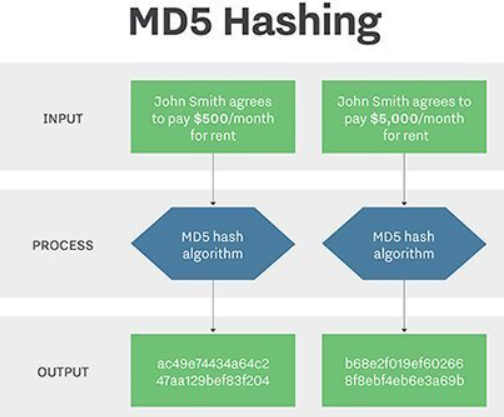 MD5 Hashing
INPUT
John Smith agrees
to pay $500/month
for rent
John Smith agrees to
pay $5,000/month
for rent
PROCESS
MD5 hash
algorithm
MD5 hash
algorithm
OUTPUT
ac49e74434a64c2
47aa129bef83f204
b68e2f019ef60266
8f8ebf4eb6e3a69b